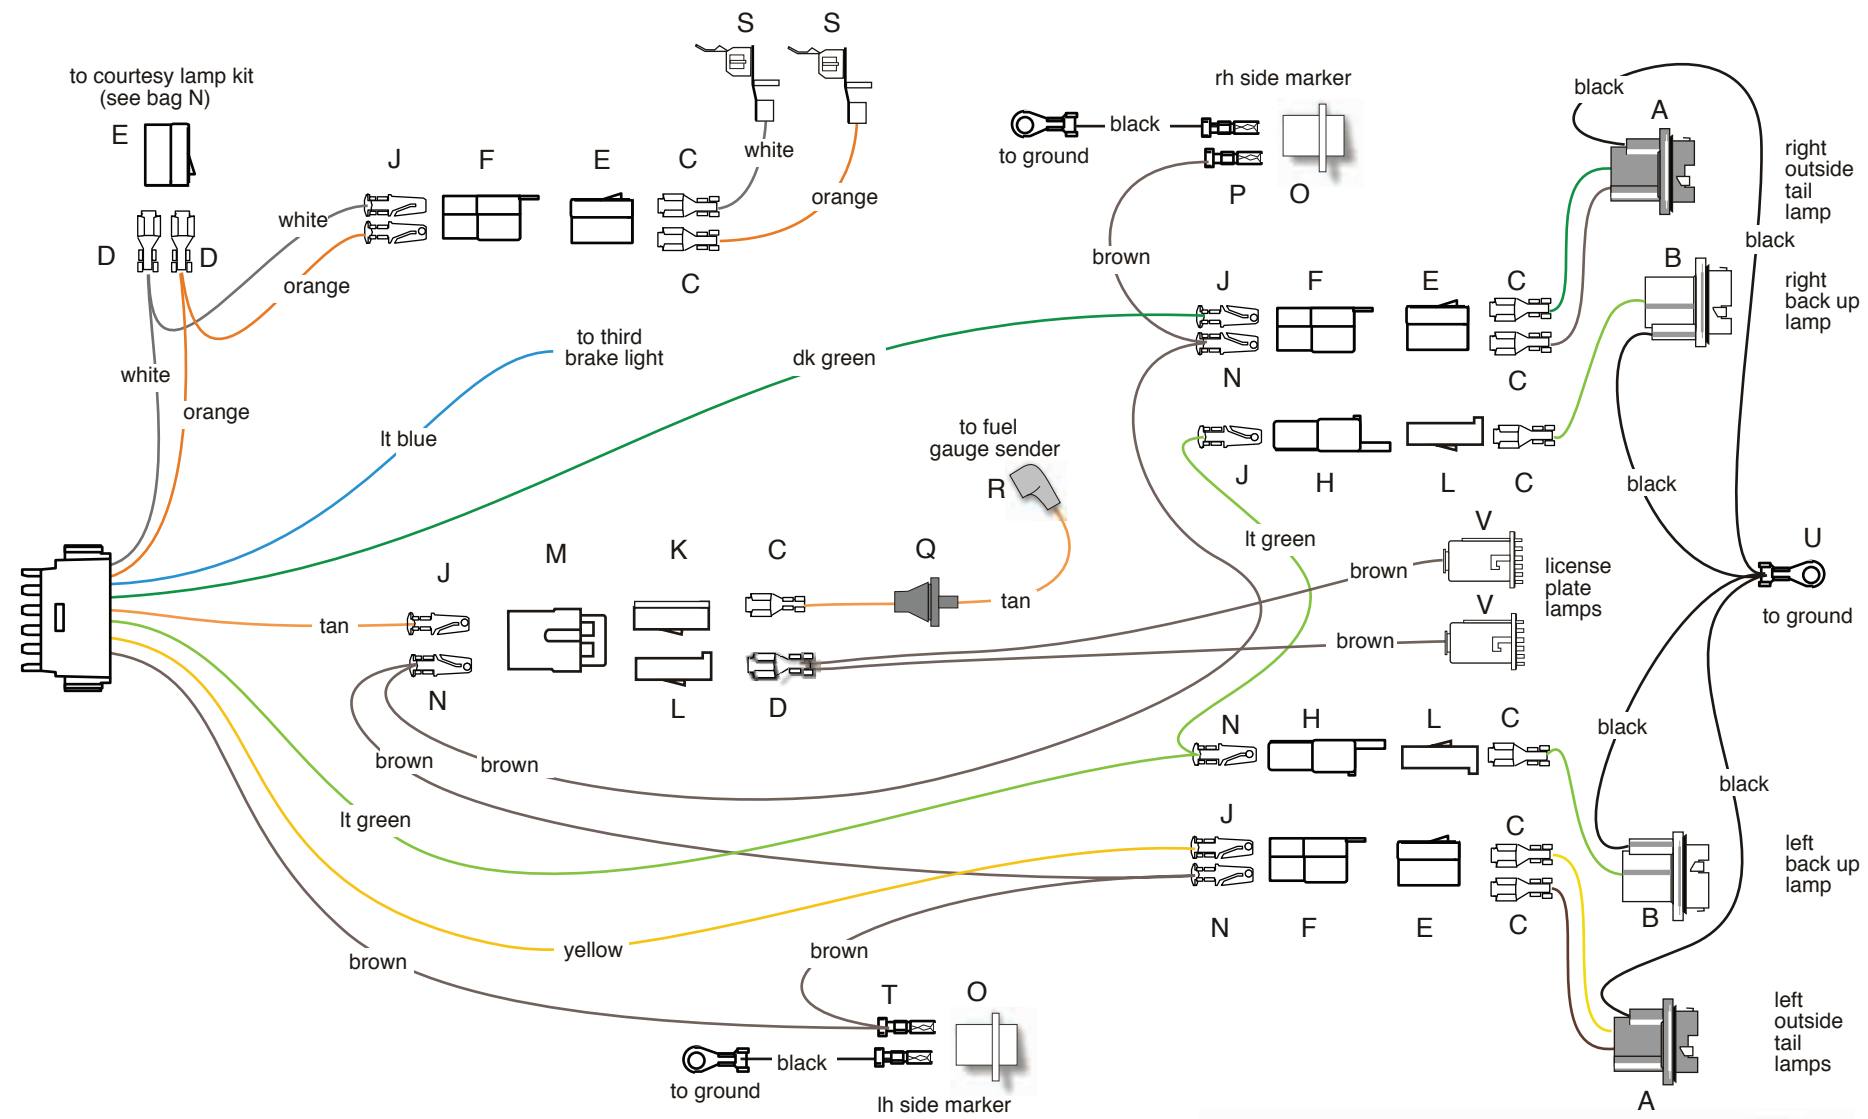 S S
to courtesy lamp kit
(see bag N)
E
J F E C
white
orange
white
orange
D D
C
white
orange
to third
brake light
lt blue
dk green
rh side marker
black
to ground
P O
brown
J F E C
N
C
J H L C
lt green
black
A
right
outside
tail
lamp
black
B
right
back up
lamp
black
to fuel
gauge sender
R
J M K C Q
tan
tan
N L D
brown
brown
V
brown
V
brown
license
plate
lamps
U
to ground
lt green
N H L C
black
black
J C
N F E C
yellow
brown
brown
left
back up
lamp
B
T O
black
to ground
lh side marker
left
outside
tail
lamps
A